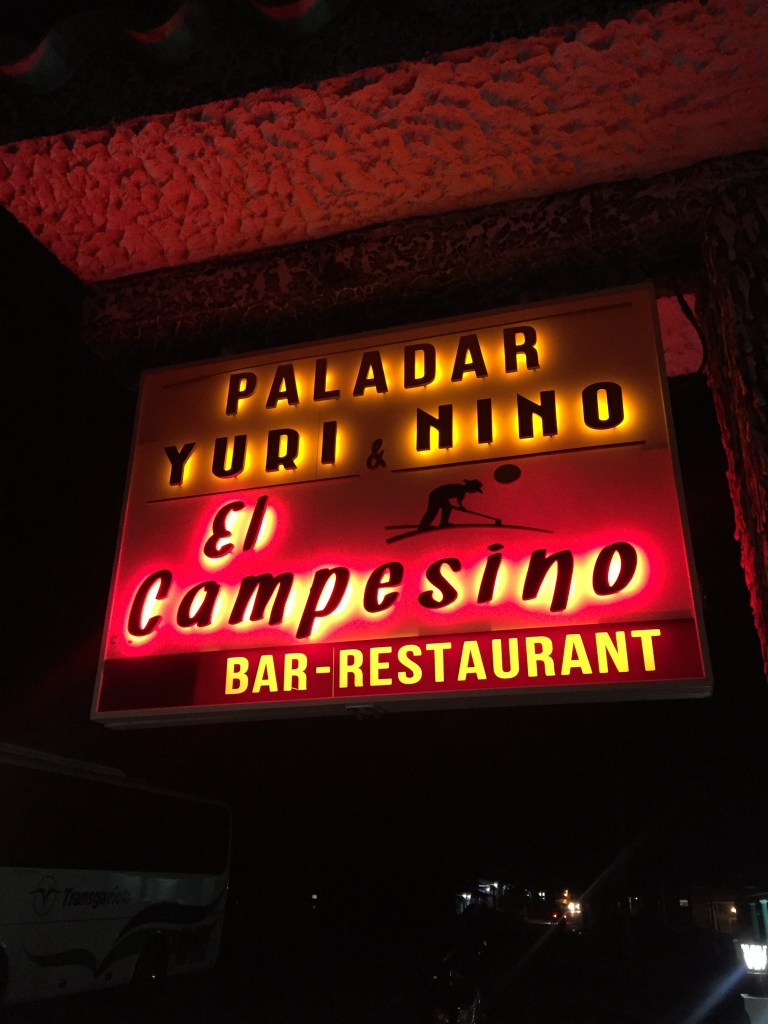 PALADAR
YURI & NINO
El
Campesino
BAR-RESTAURANT
Transgaviota